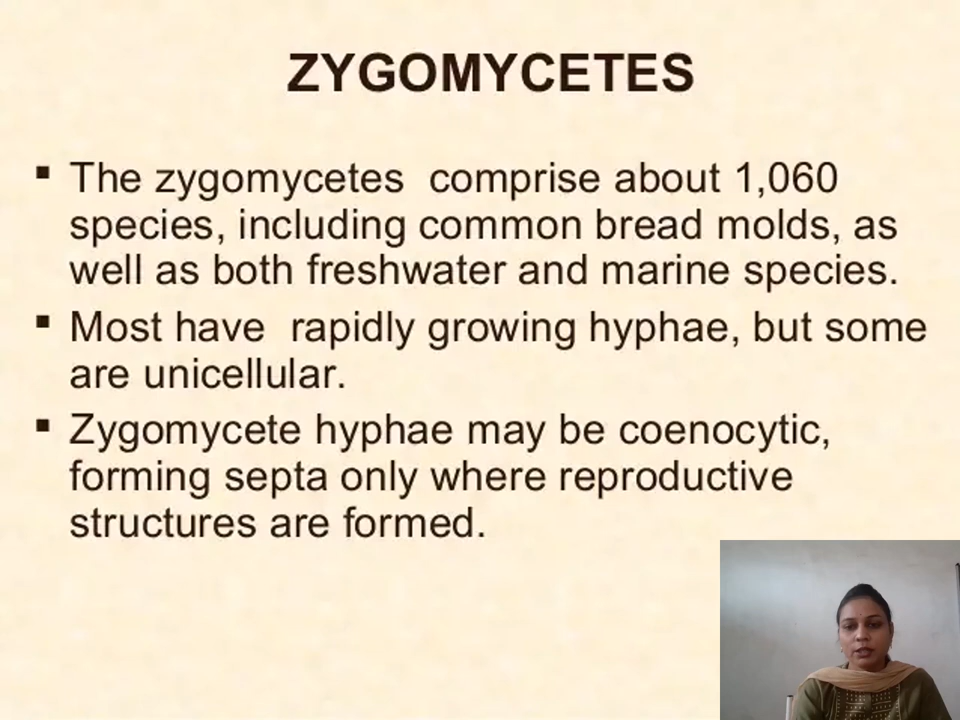 ZYGOMYCETES
▪ The zygomycetes comprise about 1,060
species, including common bread molds, as
well as both freshwater and marine species.
▪ Most have rapidly growing hyphae, but some
are unicellular.
▪ Zygomycete hyphae may be coenocytic,
forming septa only where reproductive
structures are formed.